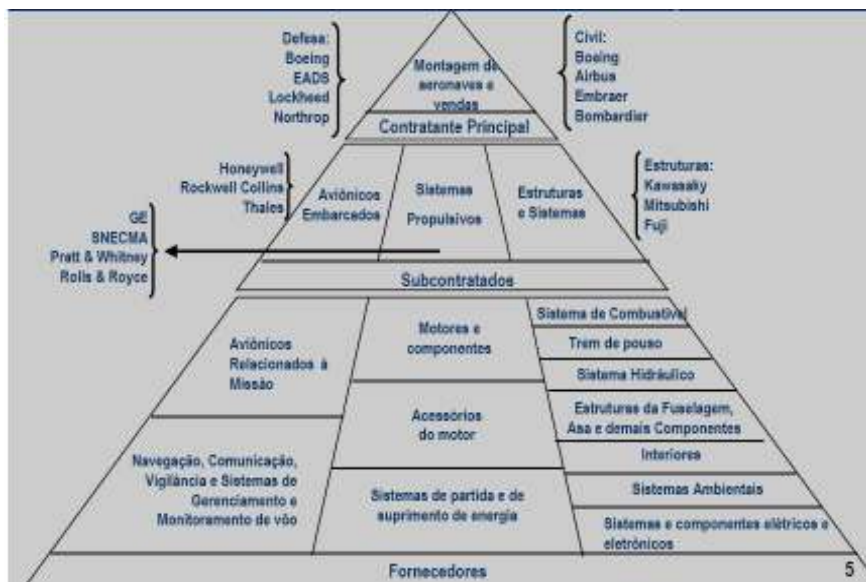 Defesa:
Boeing
EADS
Lockheed
Northrop
Montagem de
aeronaves e
vendas
Civil:
Boeing
Airbus
Embraer
Bombardier
Contratante Principal
Honeywell
Rockwell Collins
Thales
Aviônicos
Embarcados
Sistemas
Propulsivos
Estruturas
e Sistemas
Estruturas:
Kawasaky
Mitsubishi
Fuji
GE
SNECMA
Pratt & Whitney
Rolls & Royce
Subcontratados
Aviônicos
Relacionados à
Missão
Navegação, Comunicação,
Vigilância e Sistemas de
Gerenciamento e
Monitoramento de vôo
Motores e
componentes
Acessórios
do motor
Sistemas de partida e de
suprimento de energia
Sistema de Combustível
Trem de pouso
Sistema Hidráulico
Estruturas da Fuselagem,
Asa e demais Componentes
Interiores
Sistemas Ambientais
Sistemas e componentes elétricos e
eletrônicos
Fornecedores
5